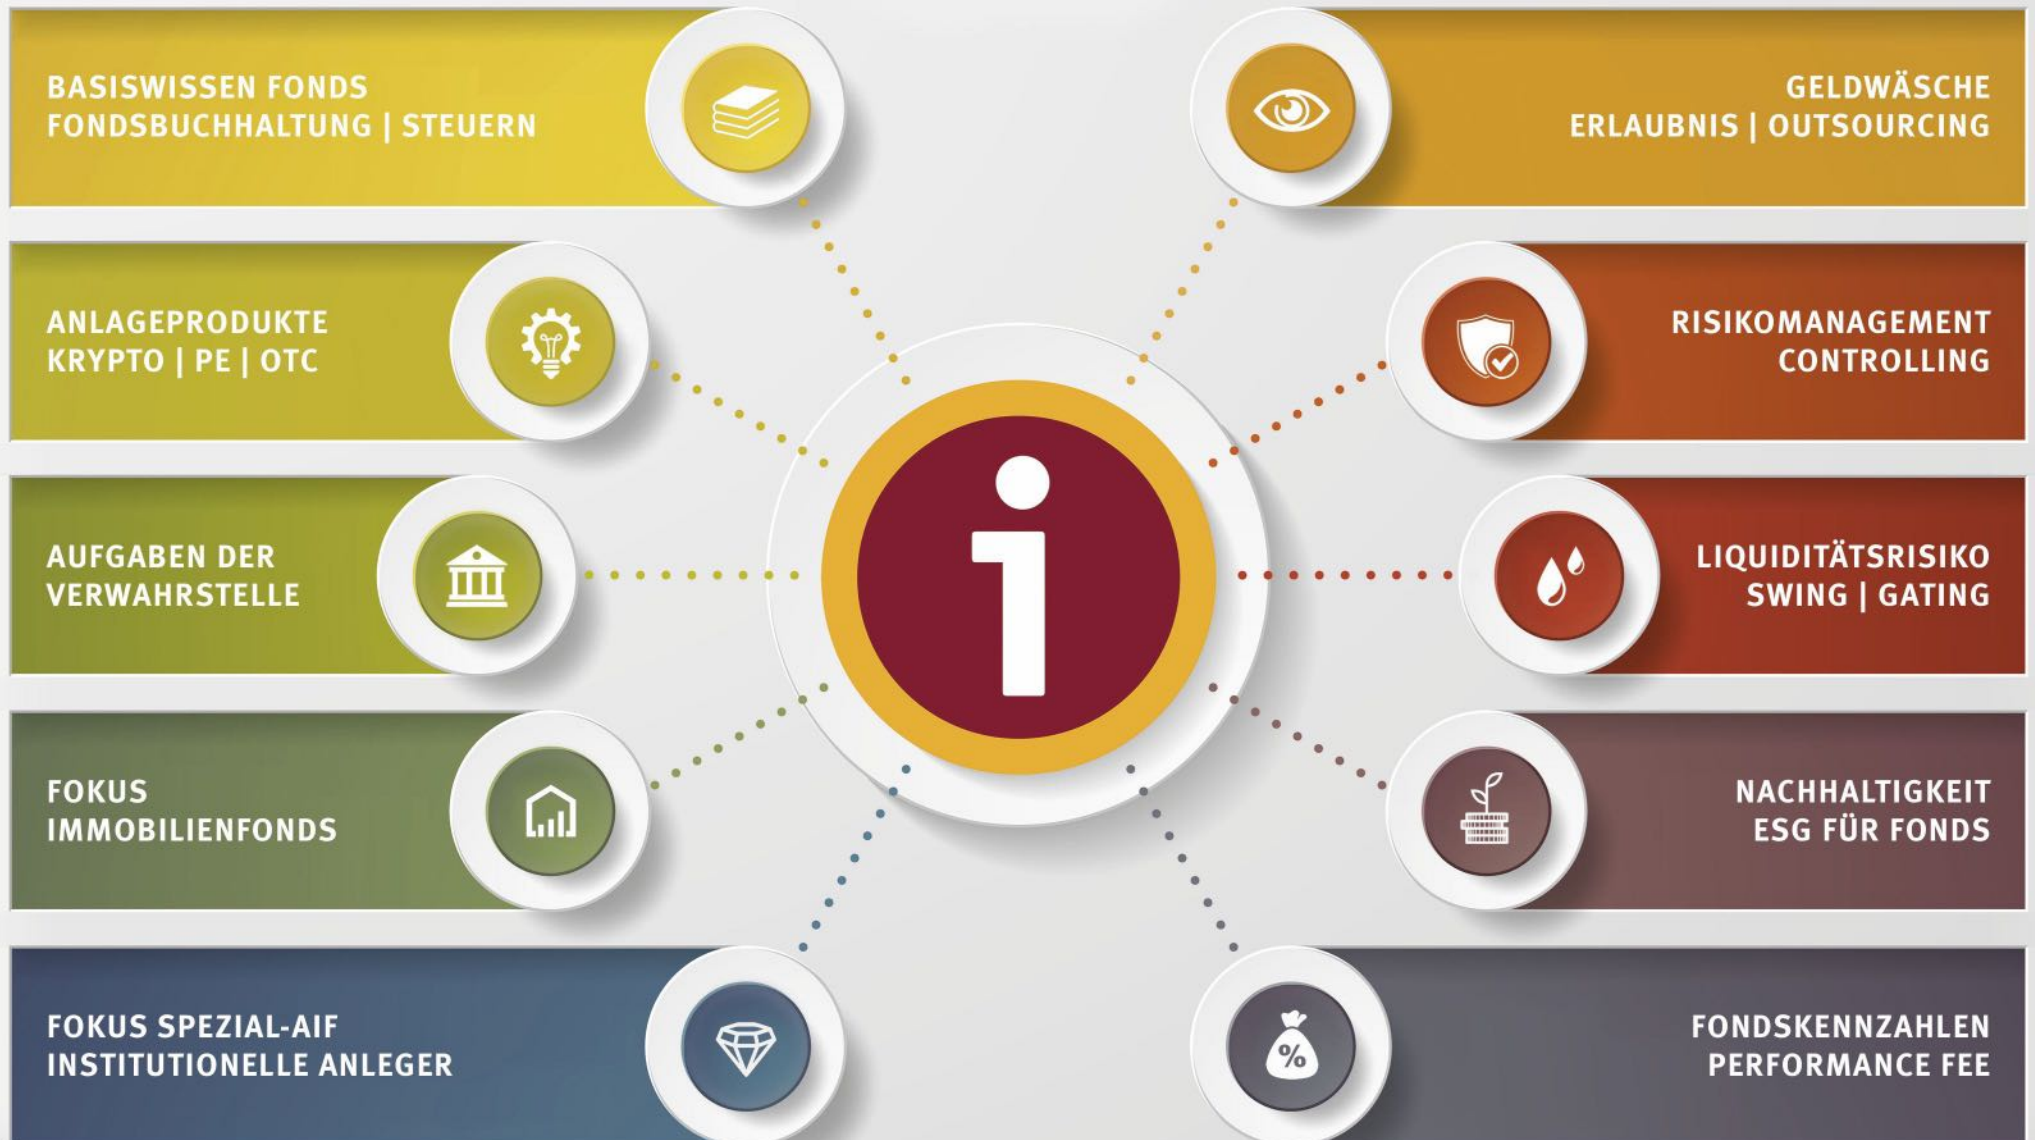 BASISWISSEN FONDS
FONDSBUCHHALTUNG | STEUERN
ANLAGEPRODUKTE
KRYPTO | PE | OTC
AUFGABEN DER
VERWAHRSTELLE
FOKUS
IMMOBILIENFONDS
FOKUS SPEZIAL-AIF
INSTITUTIONELLE ANLEGER
i
GELDWÄSCHE
ERLAUBNIS | OUTSOURCING
RISIKOMANAGEMENT
CONTROLLING
LIQUIDITÄTSRISIKO
SWING | GATING
NACHHALTIGKEIT
ESG FÜR FONDS
%
FONDSKENNZAHLEN
PERFORMANCE FEE